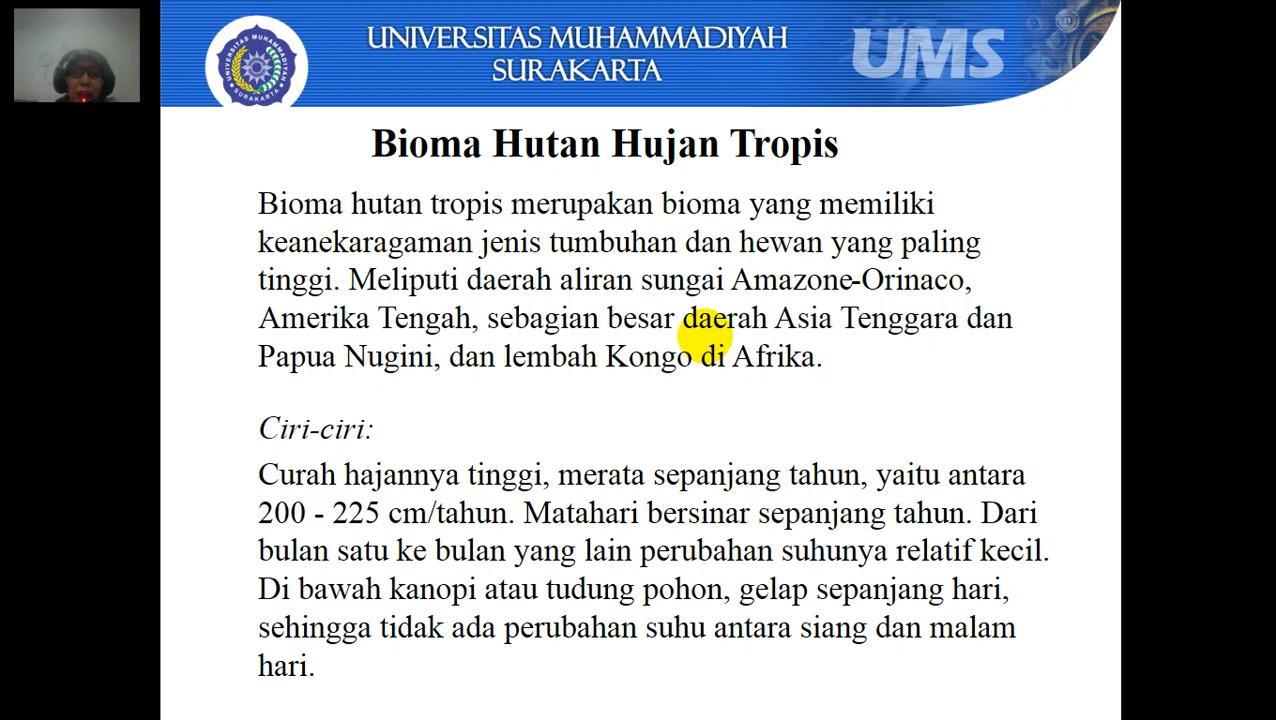 UNIVERSITAS MUHAMMADIYAH
SURAKARTA
UMS
UNIVERSITAS MUHAMMADIYAH
SURAKARTA
Bioma Hutan Hujan Tropis
Bioma hutan tropis merupakan bioma yang memiliki
keanekaragaman jenis tumbuhan dan hewan yang paling
tinggi. Meliputi daerah aliran sungai Amazone-Orinaco,
Amerika Tengah, sebagian besar daerah Asia Tenggara dan
Papua Nugini, dan lembah Kongo di Afrika.
Ciri-ciri:
Curah hajannya tinggi, merata sepanjang tahun, yaitu antara
200 - 225 cm/tahun. Matahari bersinar sepanjang tahun. Dari
bulan satu ke bulan yang lain perubahan suhunya relatif kecil.
Di bawah kanopi atau tudung pohon, gelap sepanjang hari,
sehingga tidak ada perubahan suhu antara siang dan malam
hari.